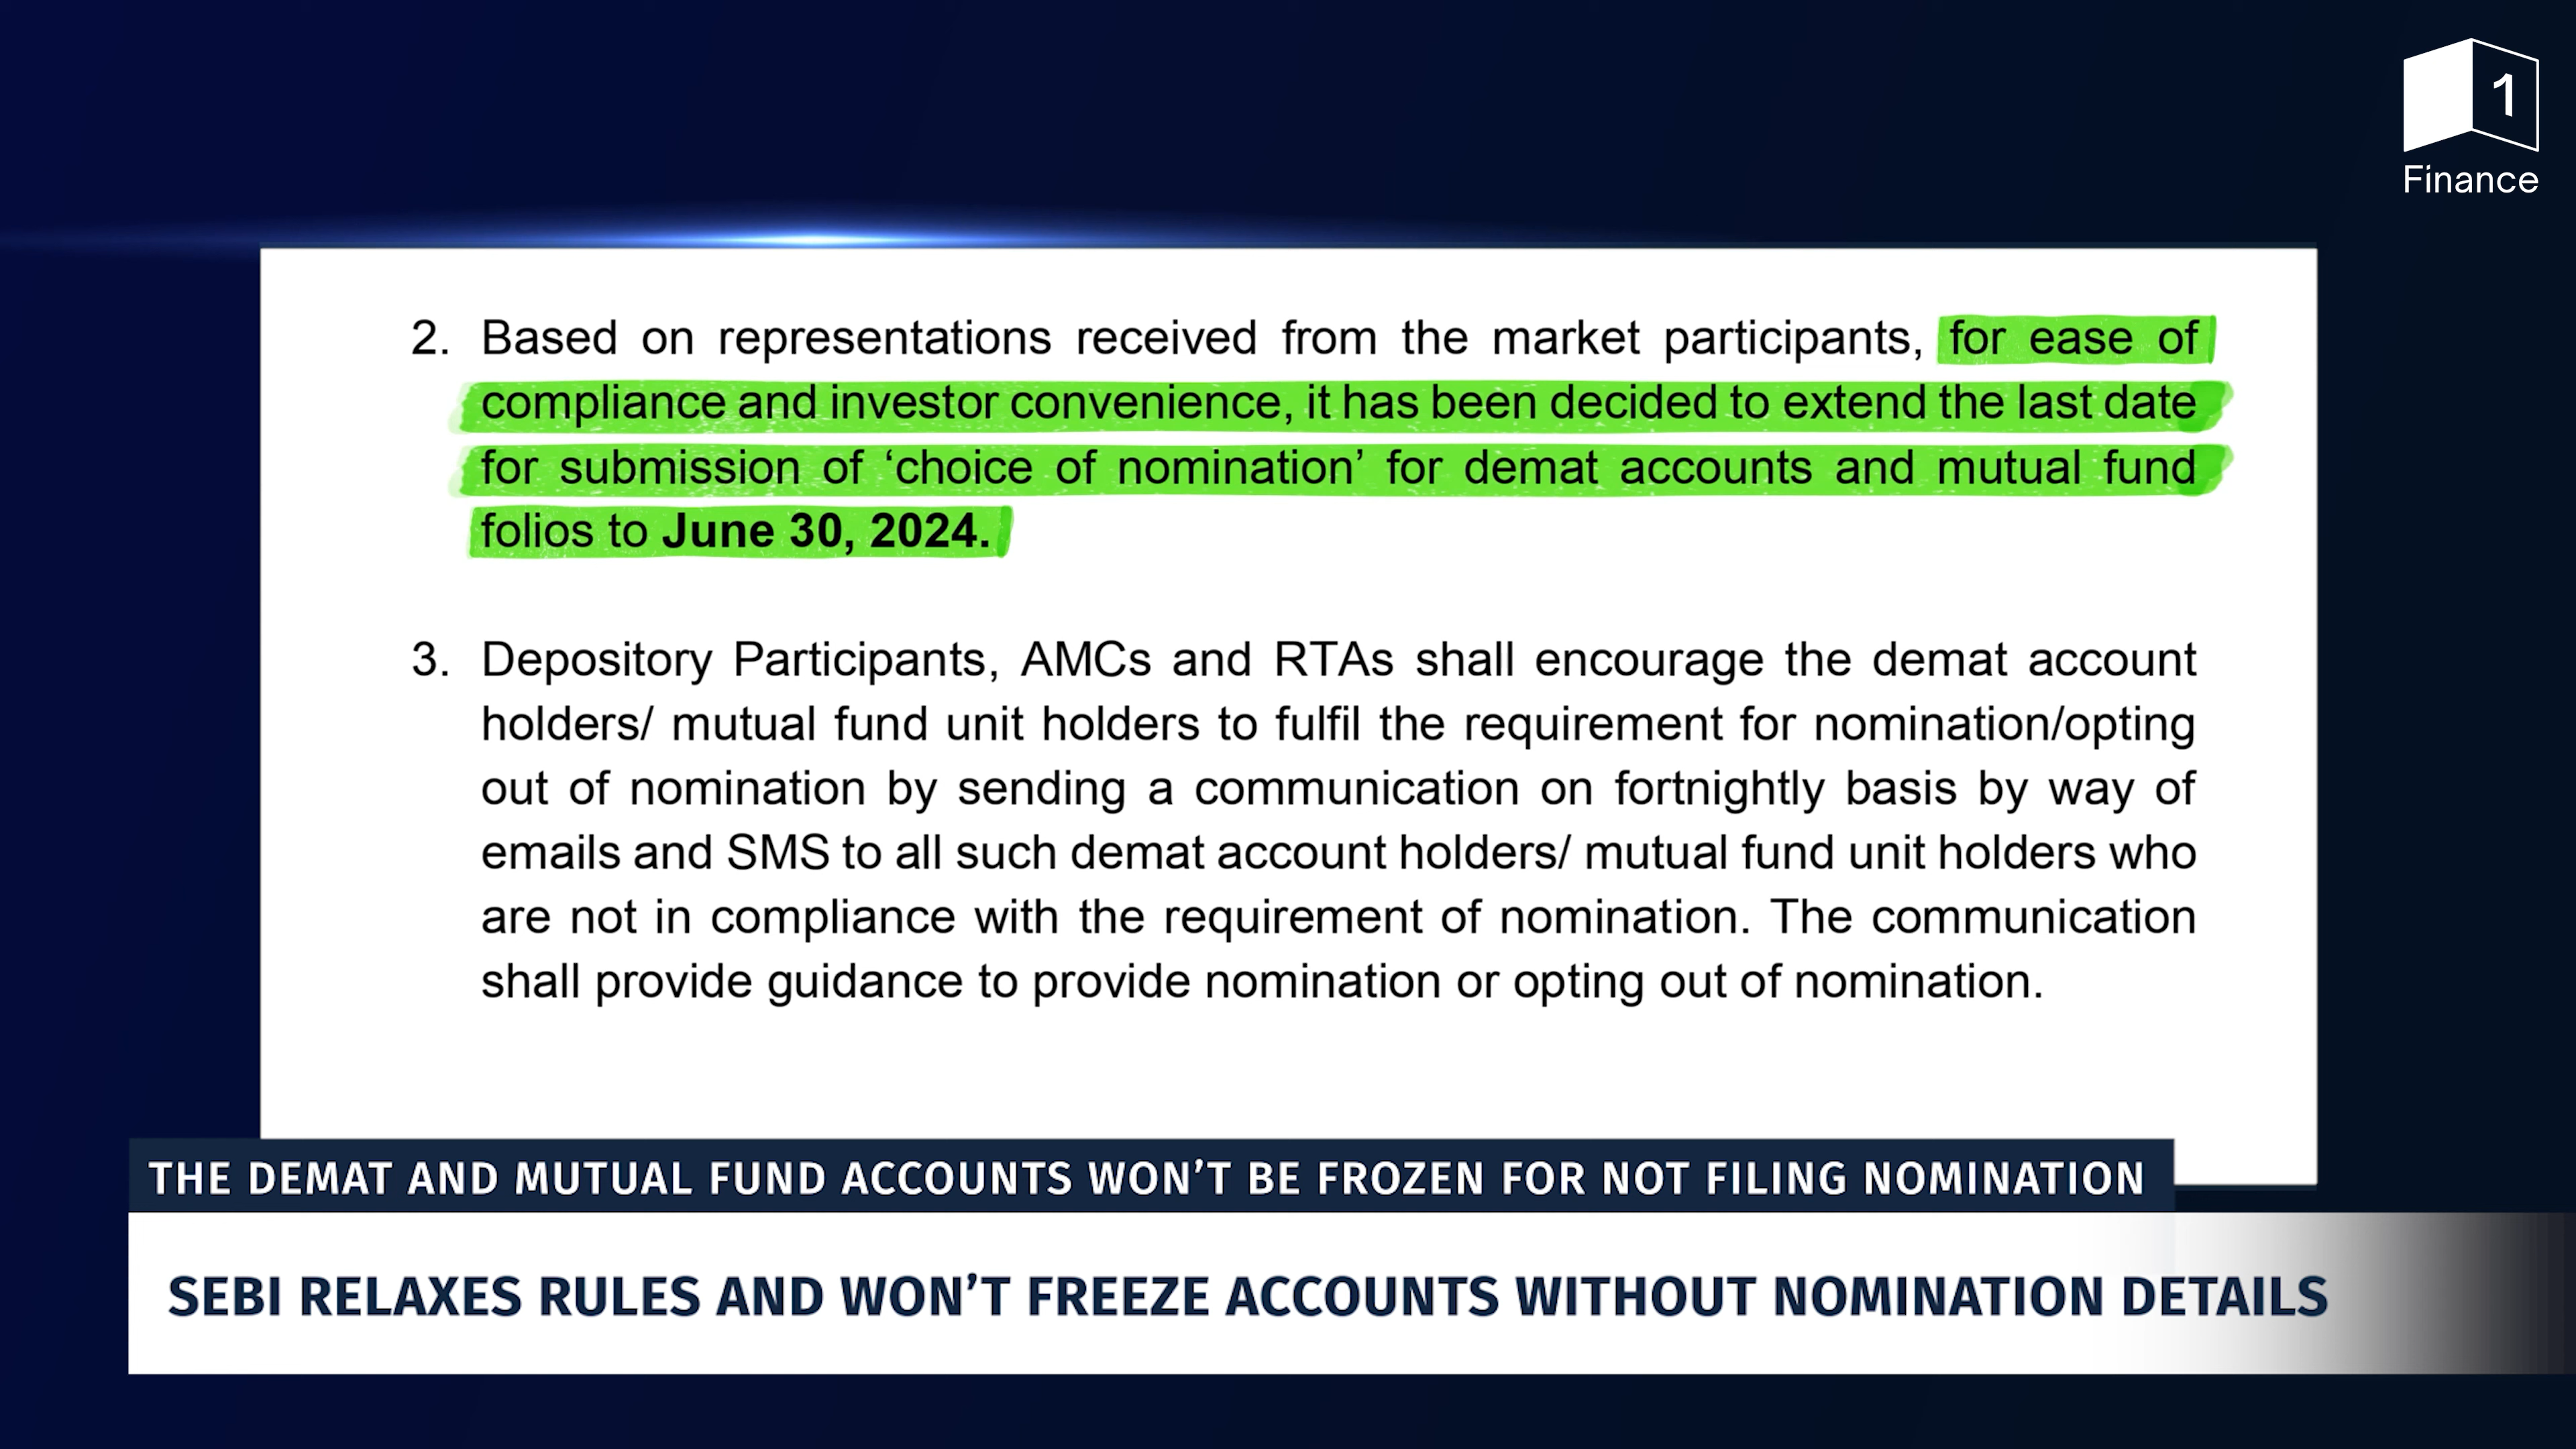 1
Finance
2. Based on representations received from the market participants, for ease of
compliance and investor convenience, it has been decided to extend the last date
for submission of ‘choice of nomination’ for demat accounts and mutual fund
folios to June 30, 2024.
3. Depository Participants, AMCs and RTAs shall encourage the demat account
holders/ mutual fund unit holders to fulfil the requirement for nomination/opting
out of nomination by sending a communication on fortnightly basis by way of
emails and SMS to all such demat account holders/ mutual fund unit holders who
are not in compliance with the requirement of nomination. The communication
shall provide guidance to provide nomination or opting out of nomination.
THE DEMAT AND MUTUAL FUND ACCOUNTS WON’T BE FROZEN FOR NOT FILING NOMINATION
SEBI RELAXES RULES AND WON’T FREEZE ACCOUNTS WITHOUT NOMINATION DETAILS